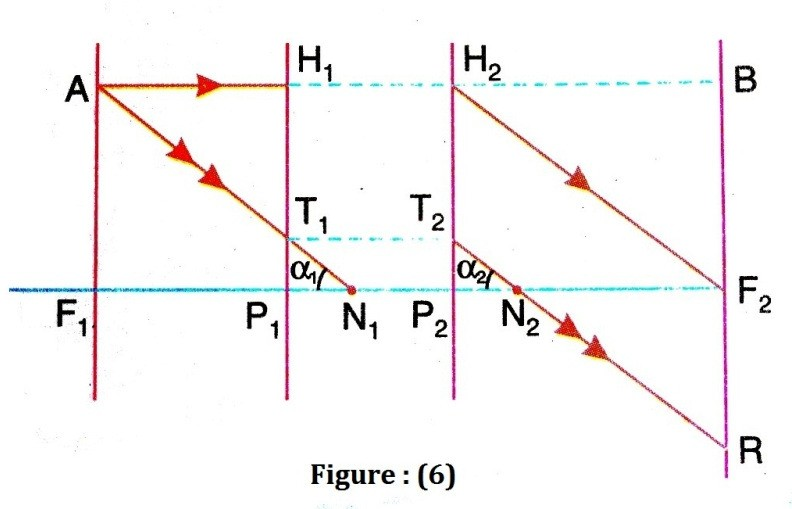 A H₁ H₂ B
T₁ T₂
α₁ α₂
F₁ P₁ N₁ P₂ N₂ F₂
R
Figure : (6)